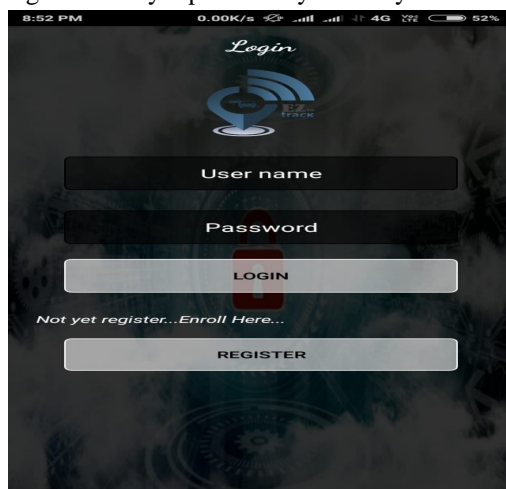 8:52 PM 0.00K/s 4G VoLTE 52%
Login
EZ
track
User name
Password
LOGIN
Not yet register...Enroll Here...
REGISTER